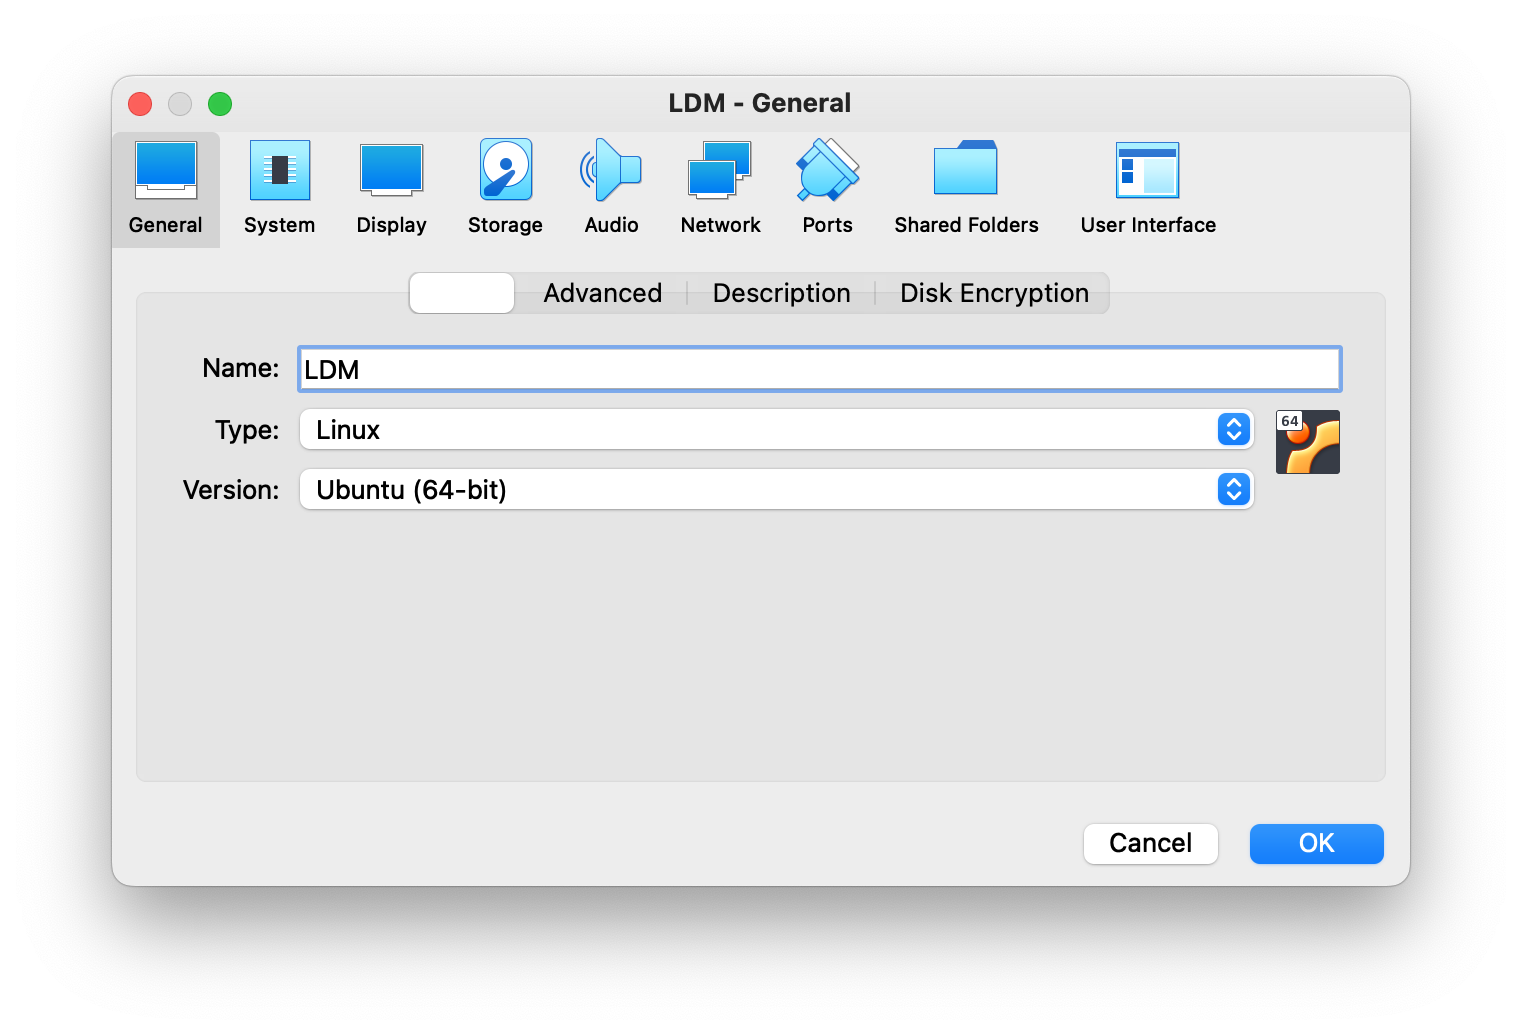 LDM - General
General System Display Storage Audio Network Ports Shared Folders User Interface
Advanced Description Disk Encryption
Name: LDM
Type: Linux
64
Version: Ubuntu (64-bit)
Cancel OK